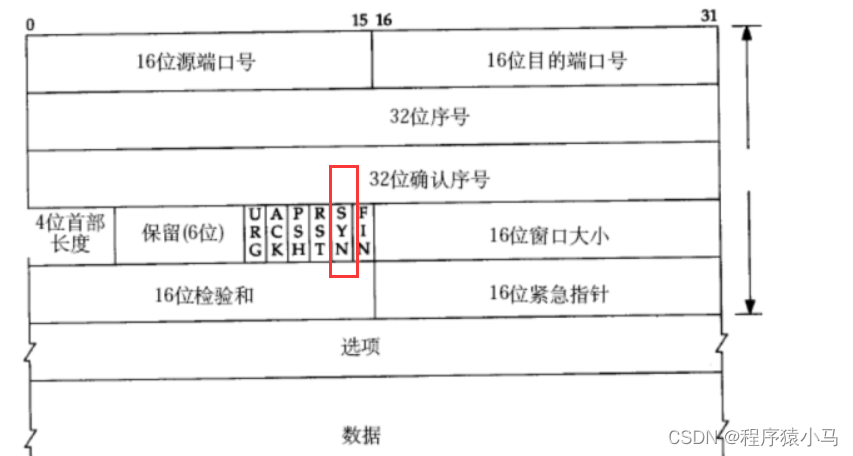 0 15 16 31
16位源端口号 16位目的端口号
32位序号
32位确认序号
4位首部
长度
保留(6位)
URG
ACK
PSH
RST
SYN
FIN
16位窗口大小
16位检验和 16位紧急指针
选项
数据
CSDN @程序猿小马